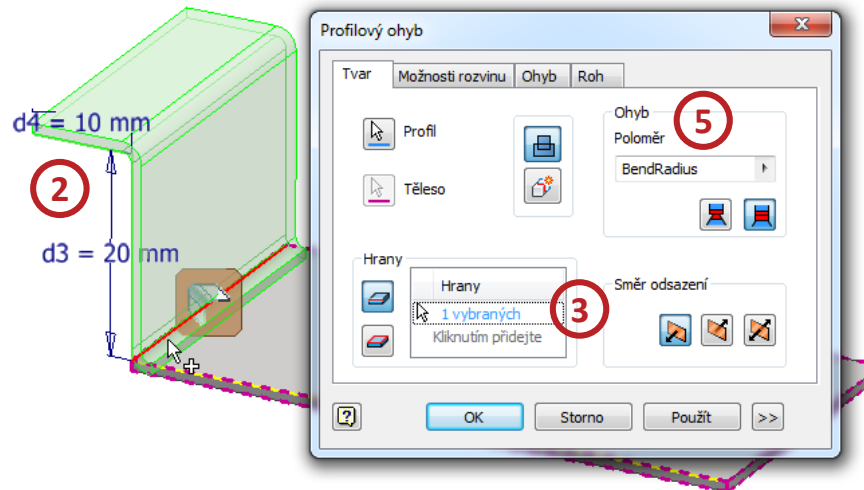 2
d4 = 10 mm
d3 = 20 mm
Profilový ohyb
Tvar
Možnosti rozvinu
Ohyb
Roh
Profil
Těleso
Ohyb
5
Poloměr
BendRadius
Hrany
Hrany
1 vybraných
Kliknutím přidejte
3
Směr odsazení
?
OK
Storno
Použít
>>